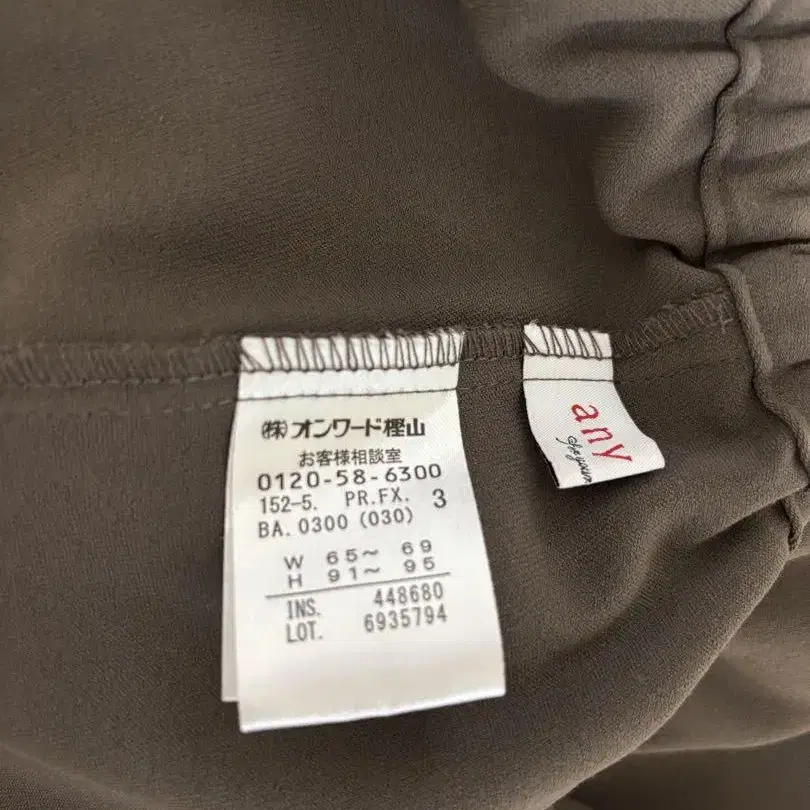 (株)オンワード樫山
お客様相談室
0120-58-6300
152-5. PR.FX. 3
BA. 0300 (030)
W 65~ 69
H 91~ 95
INS. 448680
LOT. 6935794
any